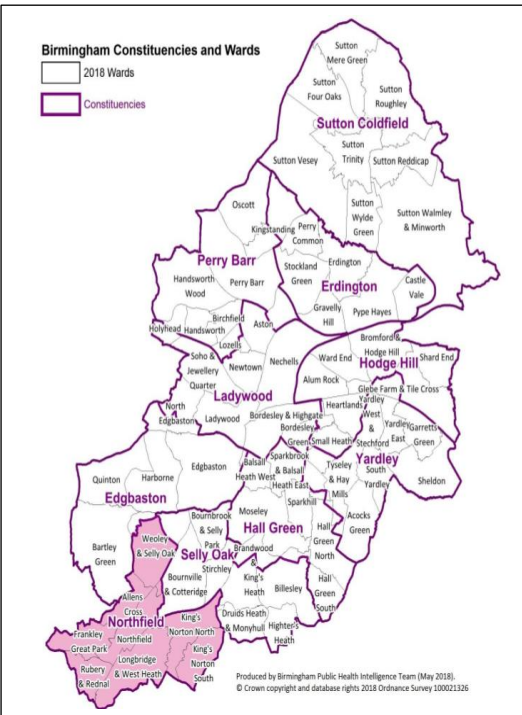 Birmingham Constituencies and Wards
2018 Wards
Constituencies
Sutton
Mere Green
Sutton
Four Oaks
Sutton
Roughley
Sutton Coldfield
Sutton
Trinity
Sutton Vesey
Sutton Reddicap
Sutton
Wylde
Green
Sutton Walmley
& Minworth
Oscott
Kingstanding
Perry
Common
Perry Barr
Stockland
Green
Erdington
Erdington
Castle
Vale
Handsworth
Wood
Perry Barr
Gravelly
Hill
Pype Hayes
Birchfield
Holyhead
Handsworth
Aston
Lozells
Bromford &
Hodge Hill
Ward End
Shard End
Hodge Hill
Soho &
Jewellery
Quarter
Newtown
Nechells
Alum Rock
Glebe Farm & Tile Cross
Ladywood
North
Edgbaston
Ladywood
Bordesley & Highgate
Bordesley
Green
Heartlands
Small Heath
Yardley
West
&
Stechford
Yardley
East
Garretts
Green
Yardley
Sheldon
Quinton
Harborne
Edgbaston
Edgbaston
Balsall
Heath West
Sparkbrook
& Balsall
Heath East
Tyseley
& Hay
Mills
South
Yardley
Sparkhill
Acocks
Green
Bournbrook
& Selly
Park
Moseley
Hall Green
Hall
Green
North
Bartley
Green
Weoley
& Selly Oak
Selly Oak
Stirchley
Brandwood
&
King's
Heath
Bournville
& Cotteridge
Billesley
Hall
Green
South
Allens
Cross
Northfield
Northfield
King's
Norton North
Druids Heath
& Monyhull
Highter's
Heath
Frankley
Great Park
Longbridge
& West Heath
King's
Norton
South
Rubery
& Rednal
Produced by Birmingham Public Health Intelligence Team (May 2018).
© Crown copyright and database rights 2018 Ordnance Survey 100021326